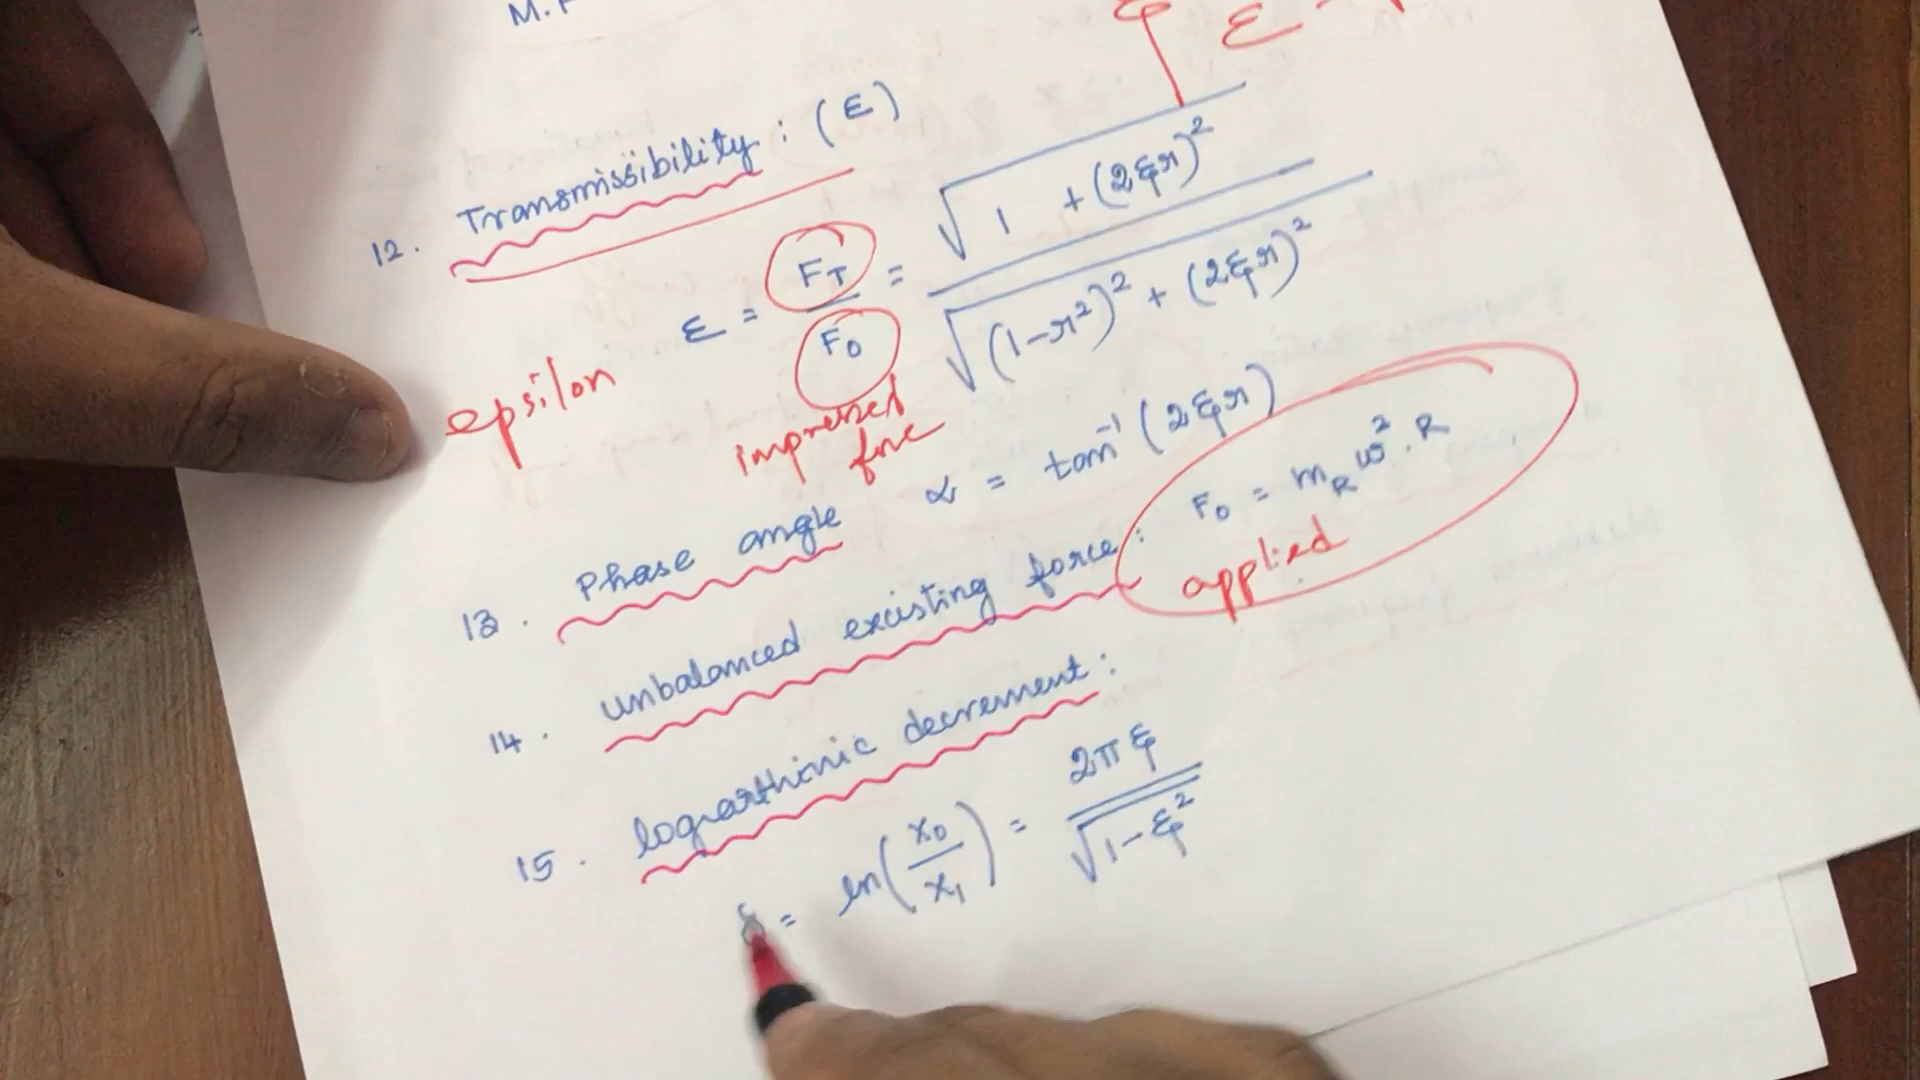 M.F
ξ ε
12. Transmissibility : (ε)
ε = F_T / F_0 = √(1 + (2ξr)²) / √((1-r²)² + (2ξr)²)
epsilon
impressed
force
13. Phase angle α = tan⁻¹ (2ξr)
14. unbalanced excisting force : F_0 = m_R ω² . R
applied
15. logarthimic decrement :
δ = ln(x_0 / x_1) = 2πξ / √(1-ξ²)